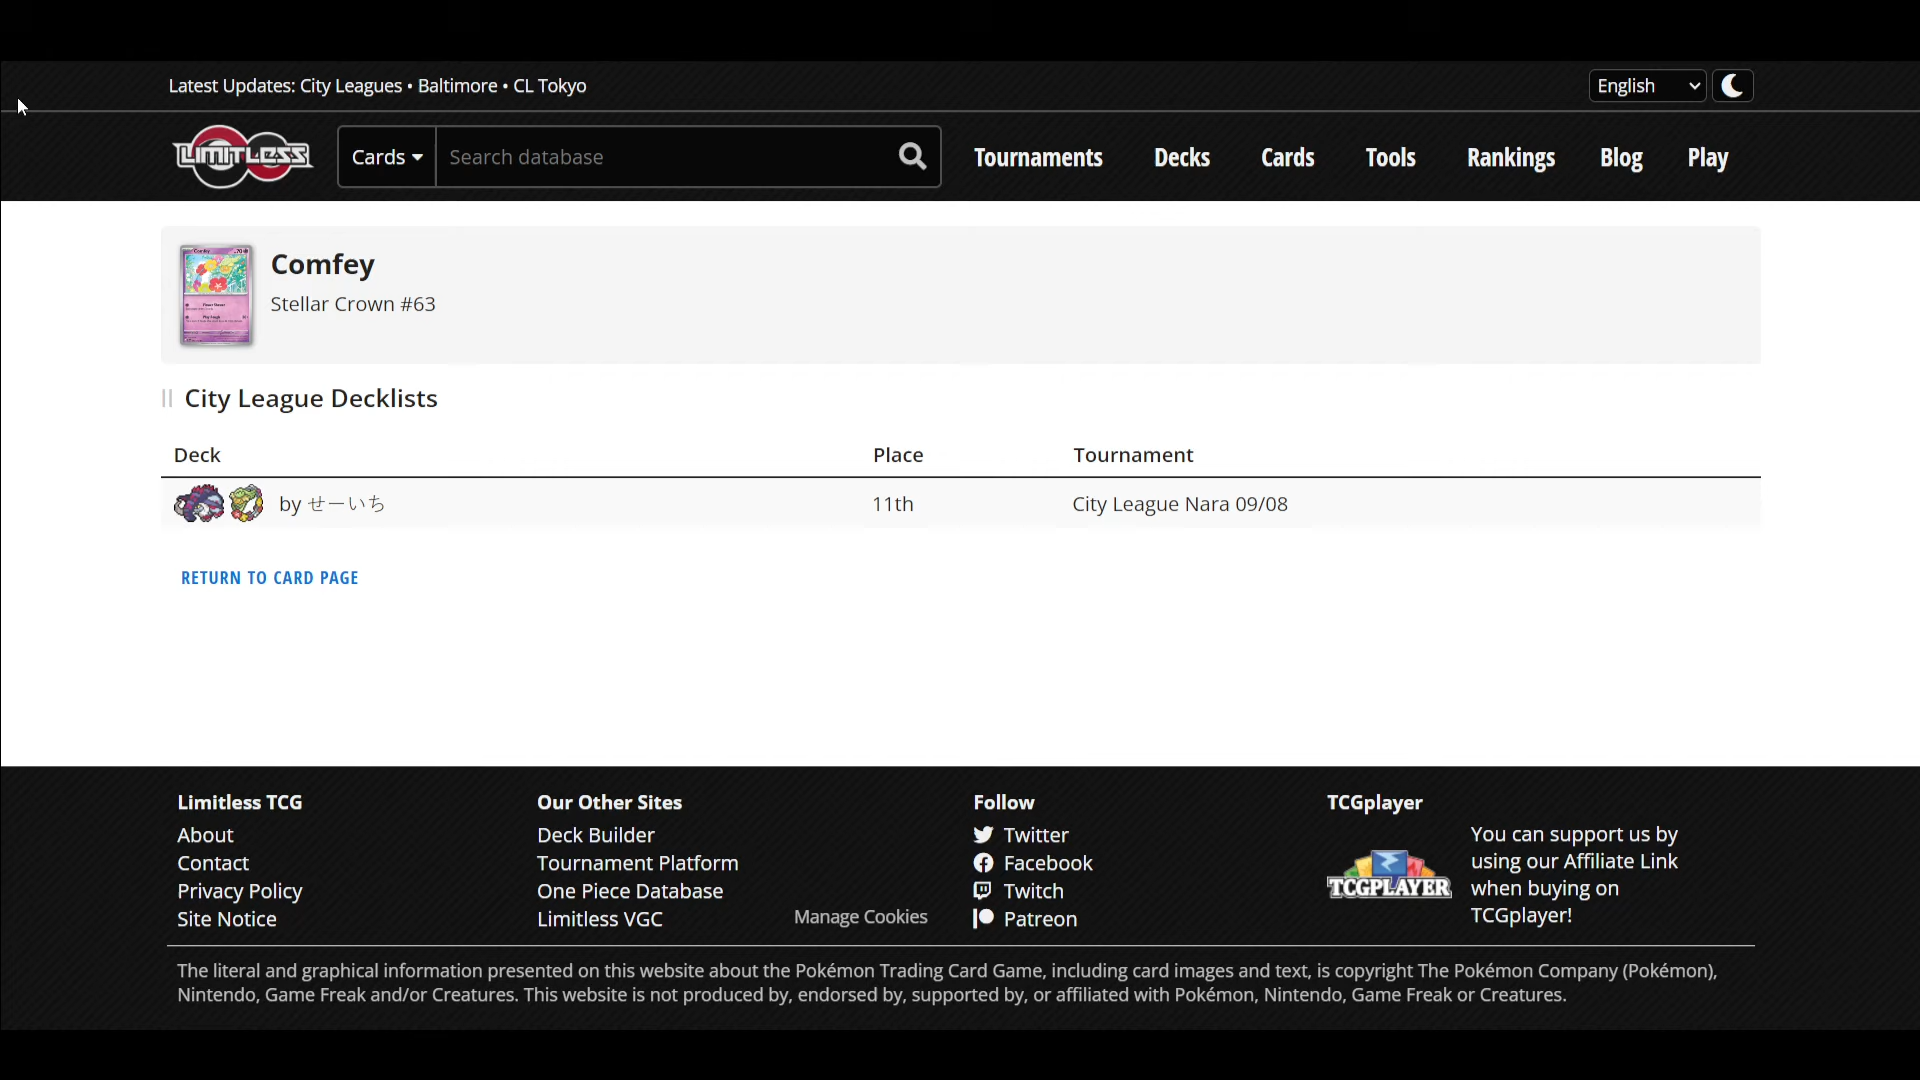 Latest Updates: City Leagues • Baltimore • CL Tokyo
English
LIMITLESS
Cards
Search database
Tournaments
Decks
Cards
Tools
Rankings
Blog
Play
Comfey
Stellar Crown #63
City League Decklists
Deck Place Tournament
by せーいち 11th City League Nara 09/08
RETURN TO CARD PAGE
Limitless TCG
About
Contact
Privacy Policy
Site Notice
Our Other Sites
Deck Builder
Tournament Platform
One Piece Database
Limitless VGC
Manage Cookies
Follow
Twitter
Facebook
Twitch
Patreon
TCGplayer
TCGPLAYER
You can support us by
using our Affiliate Link
when buying on
TCGplayer!
The literal and graphical information presented on this website about the Pokémon Trading Card Game, including card images and text, is copyright The Pokémon Company (Pokémon),
Nintendo, Game Freak and/or Creatures. This website is not produced by, endorsed by, supported by, or affiliated with Pokémon, Nintendo, Game Freak or Creatures.